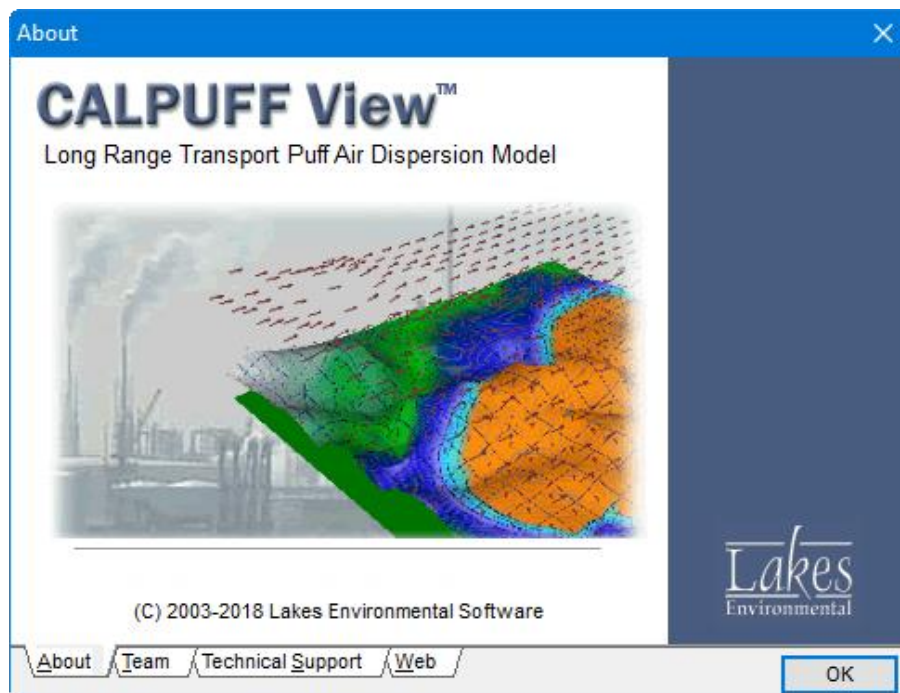 About
CALPUFF View™
Long Range Transport Puff Air Dispersion Model
Lakes
Environmental
(C) 2003-2018 Lakes Environmental Software
About
Team
Technical Support
Web
OK